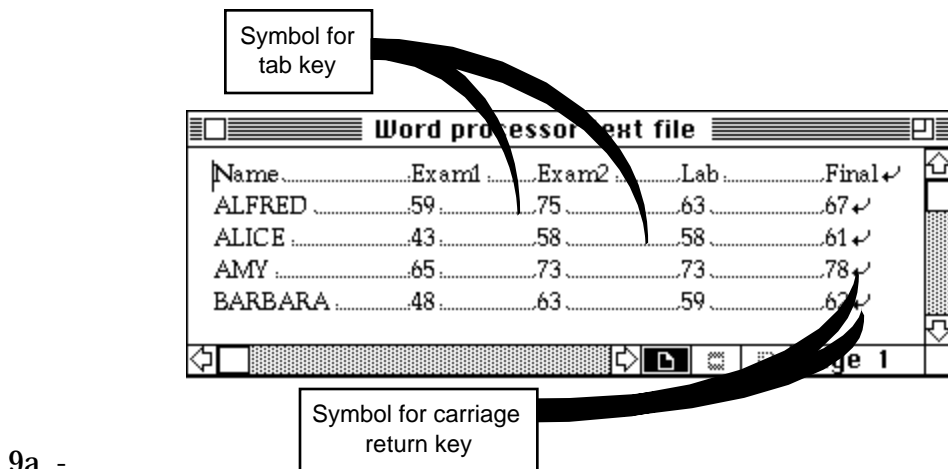 Symbol for
tab key
Word processor text file
Name Exam1 Exam2 Lab Final
ALFRED 59 75 63 67
ALICE 43 58 58 61
AMY 65 73 73 78
BARBARA 48 63 59 62
1
Symbol for carriage
return key
9a -